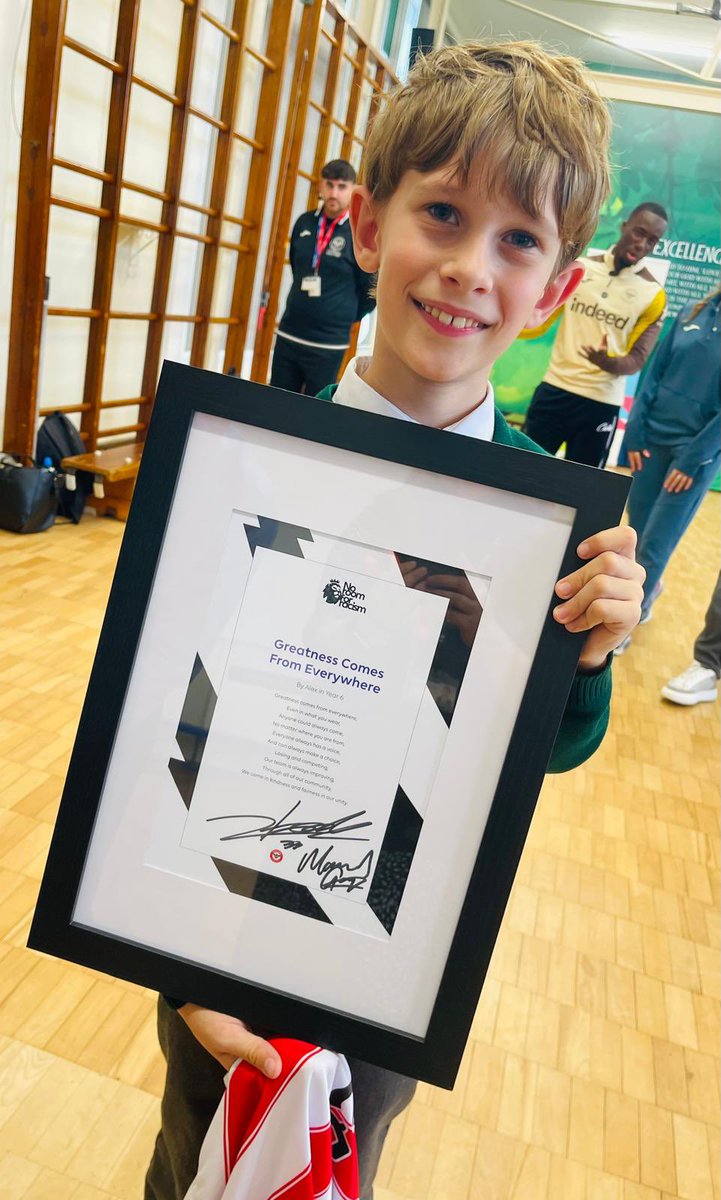 EXCELLENCE
indeed
No
room
for
racism
Greatness Comes
From Everywhere
By Alex in Year 6
Greatness comes from everywhere,
Even in what you wear,
Anyone could always come,
No matter where you are from,
Everyone always has a voice,
And can always make a choice,
Losing and competing,
Our team is always improving,
Through all of our community,
We come in kindness and fairness in our unity.